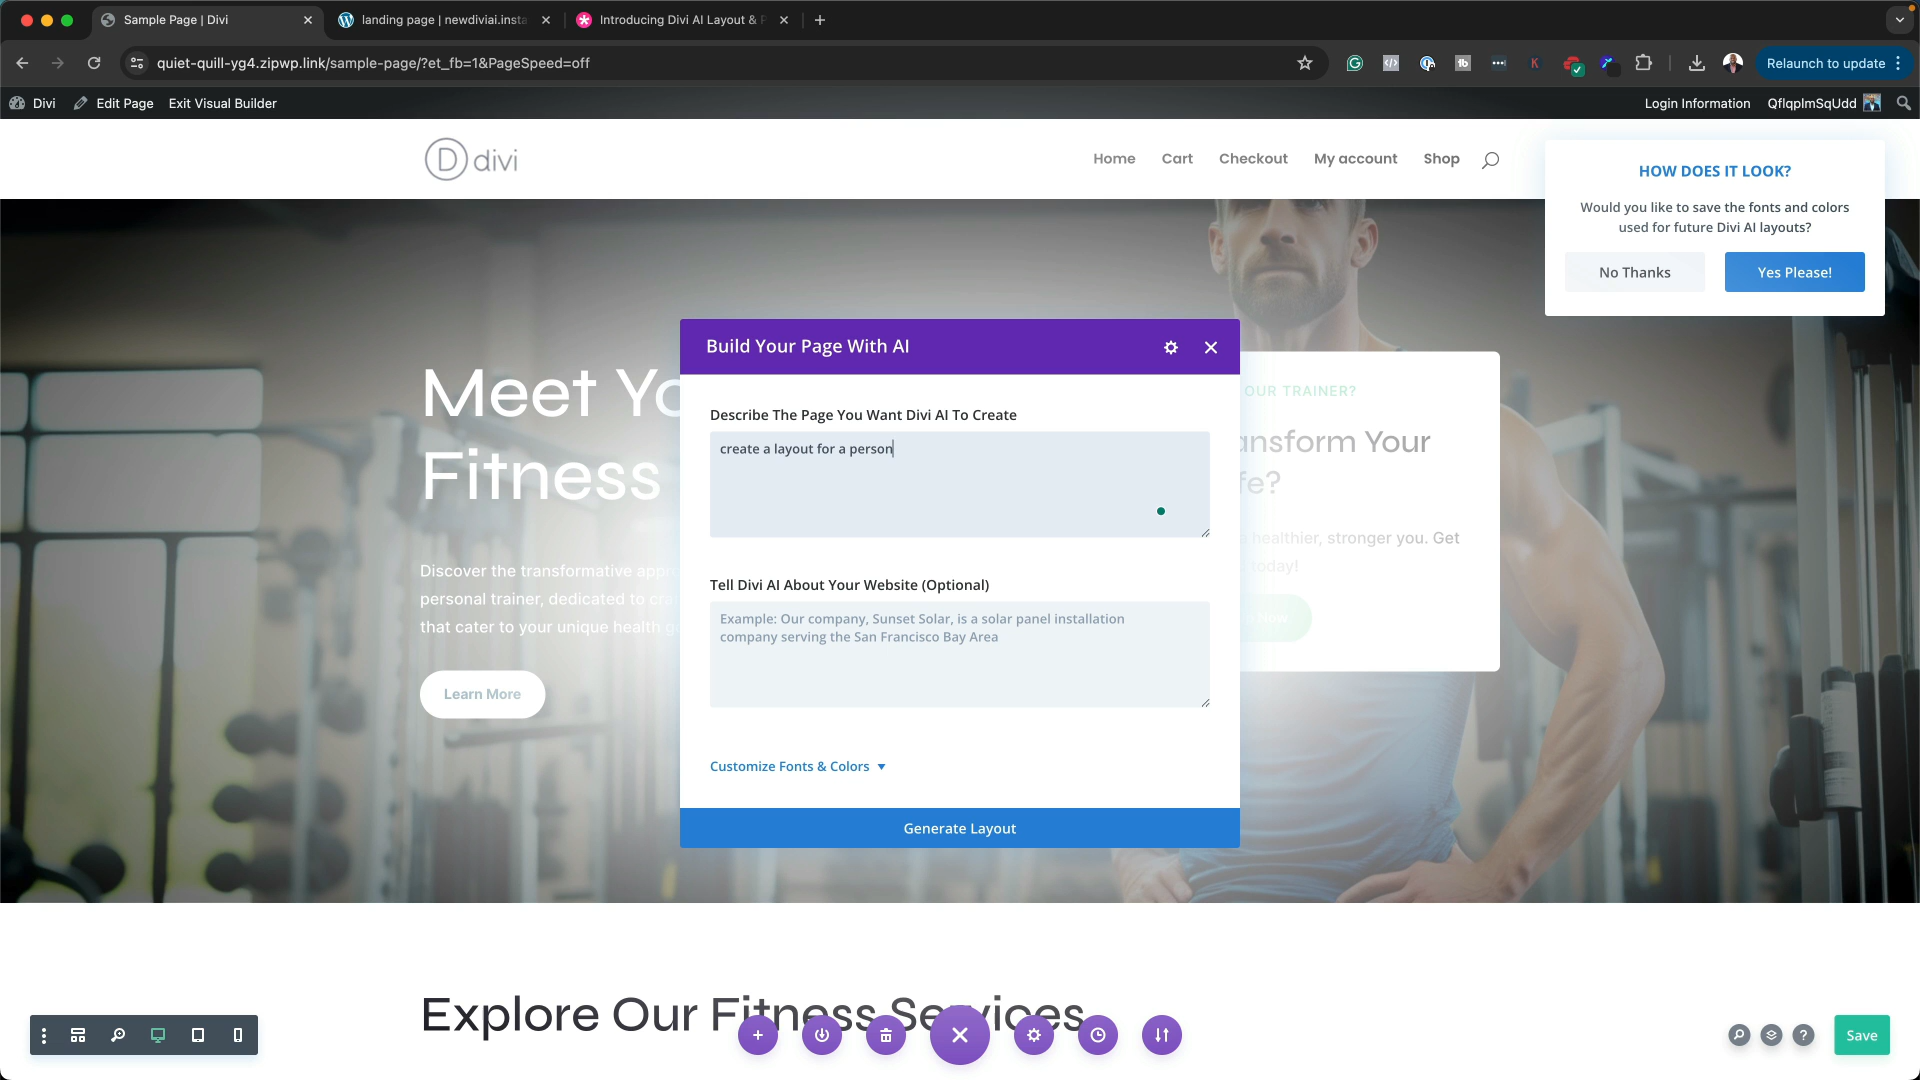 Sample Page | Divi
landing page | newdiviai.insta
Introducing Divi AI Layout & P
quiet-quill-yg4.zipwp.link/sample-page/?et_fb=1&PageSpeed=off
Relaunch to update
Divi
Edit Page
Exit Visual Builder
Login Information
QflqplmSqUdd
divi
Home
Cart
Checkout
My account
Shop
HOW DOES IT LOOK?
Would you like to save the fonts and colors
used for future Divi AI layouts?
No Thanks
Yes Please!
Build Your Page With AI
Describe The Page You Want Divi AI To Create
create a layout for a person
Tell Divi AI About Your Website (Optional)
Example: Our company, Sunset Solar, is a solar panel installation
company serving the San Francisco Bay Area
Customize Fonts & Colors
Generate Layout
Meet Yo
Fitness
Discover the transformative appr
personal trainer, dedicated to cra
that cater to your unique health go
Learn More
OUR TRAINER?
ansform Your
fe?
healthier, stronger you. Get
today!
Now
Explore Our Fitness Services
Save